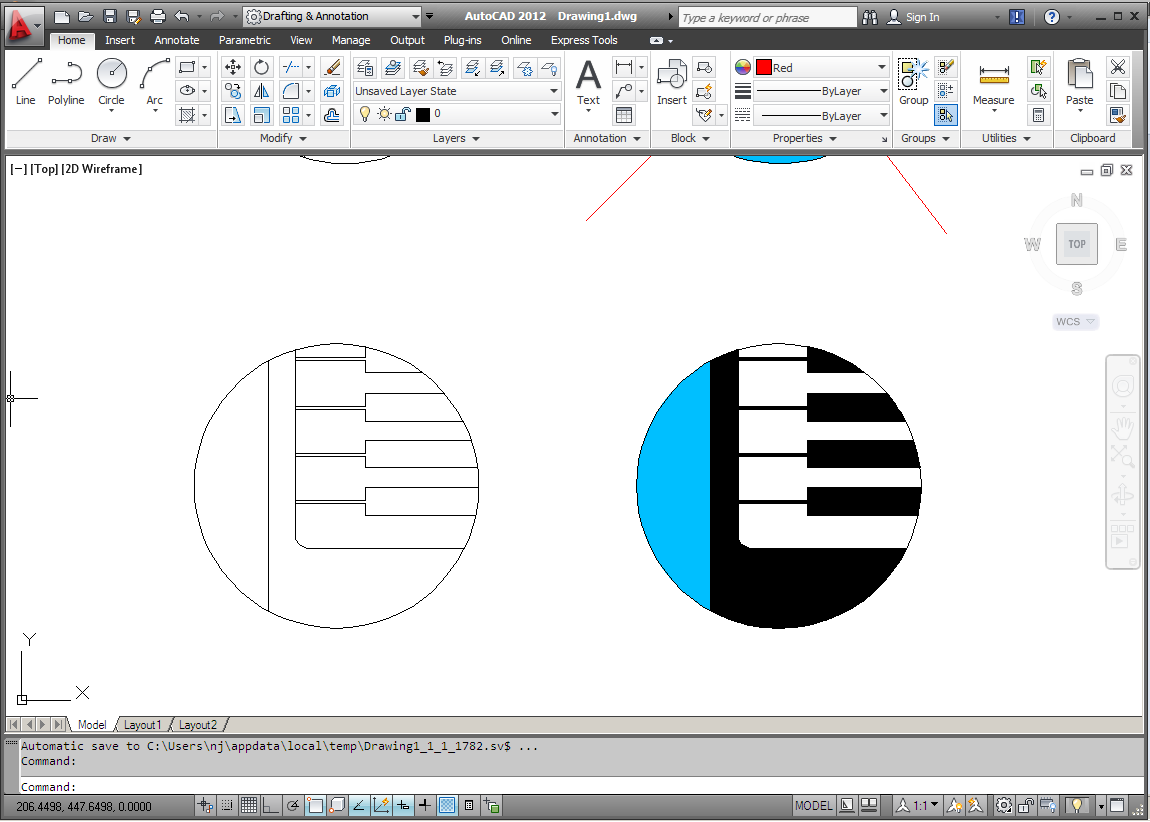 Drafting & Annotation AutoCAD 2012 Drawing1.dwg Type a keyword or phrase Sign In
Home Insert Annotate Parametric View Manage Output Plug-ins Online Express Tools
Line Polyline Circle Arc
Draw
Modify
Unsaved Layer State
0
Layers
A
Text
Annotation
Insert
Block
Red
ByLayer
ByLayer
Properties
Group
Groups
Measure
Utilities
Paste
Clipboard
[−] [Top] [2D Wireframe]
N
W TOP E
S
WCS
Y
X
Model Layout1 Layout2
Automatic save to C:\Users\nj\appdata\local\temp\Drawing1_1_1_1782.sv$ ...
Command:
Command:
206.4498, 447.6498, 0.0000 MODEL 1:1